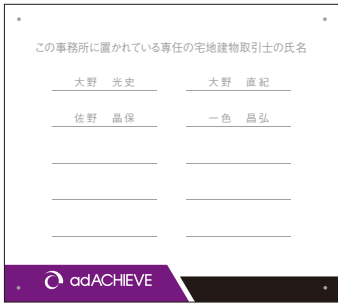 この事務所に置かれている専任の宅地建物取引士の氏名
大野　光史　大野　直紀
佐野　晶保　一色　昌弘
adACHIEVE